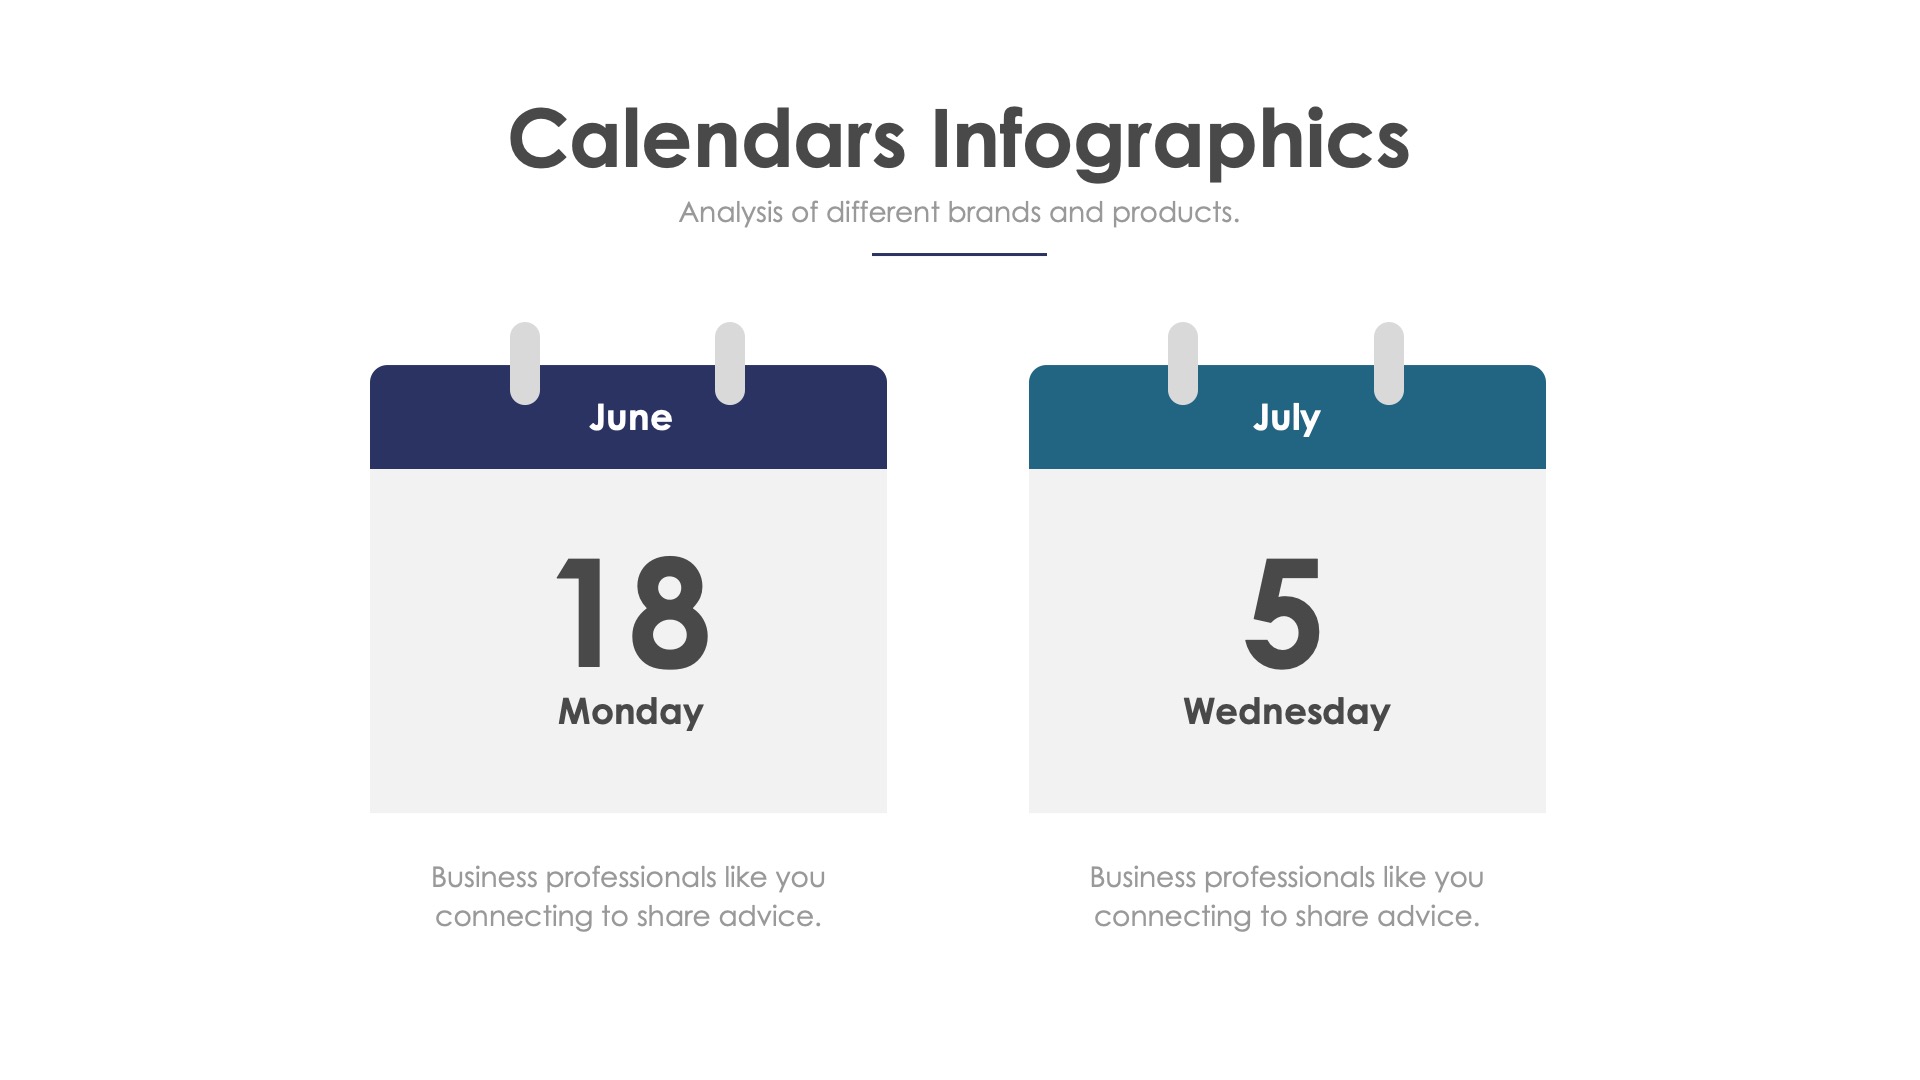 Calendars Infographics
Analysis of different brands and products.
June
18
Monday
Business professionals like you
connecting to share advice.
July
5
Wednesday
Business professionals like you
connecting to share advice.